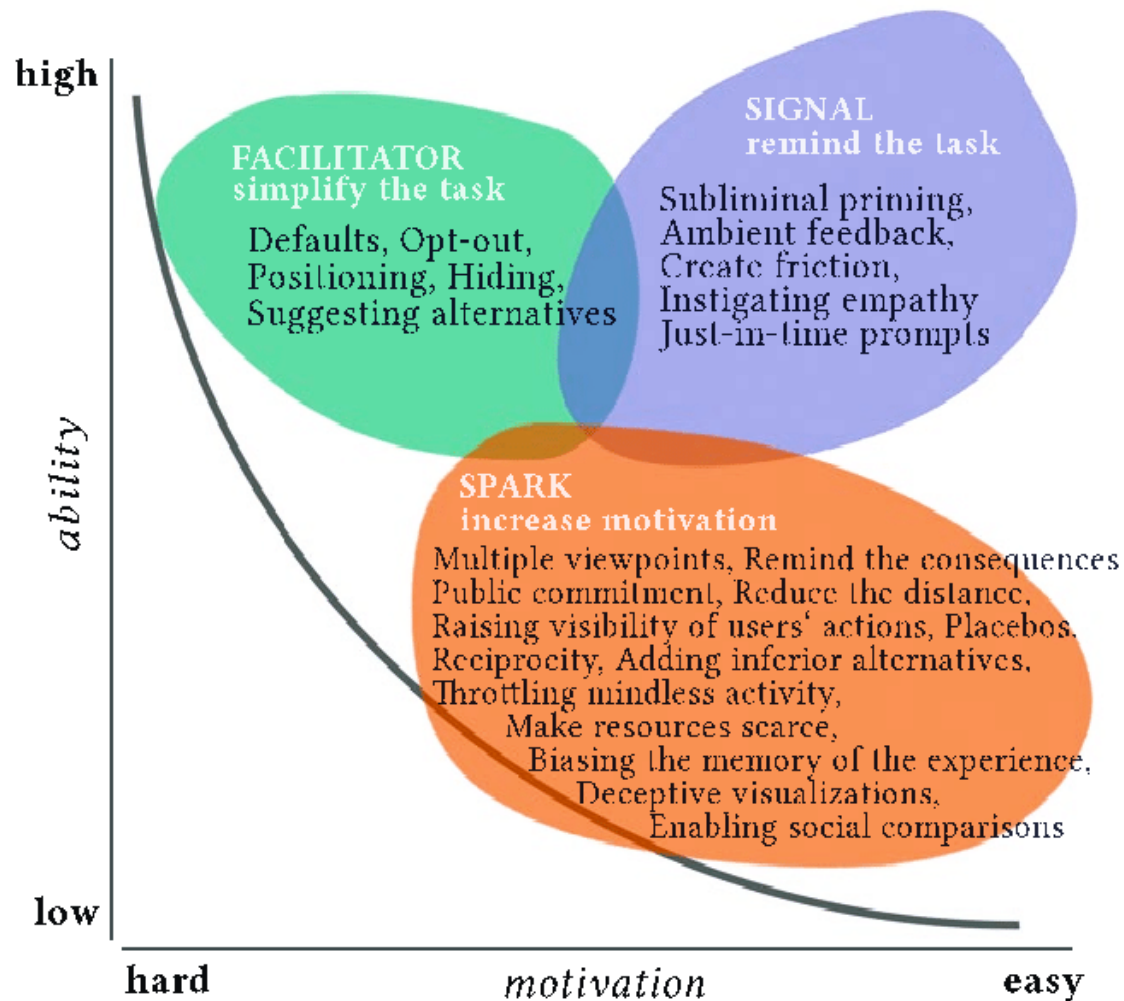 high
FACILITATOR
simplify the task
Defaults, Opt-out,
Positioning, Hiding,
Suggesting alternatives
SIGNAL
remind the task
Subliminal priming,
Ambient feedback,
Create friction,
Instigating empathy
Just-in-time prompts
ability
SPARK
increase motivation
Multiple viewpoints, Remind the consequences
Public commitment, Reduce the distance,
Raising visibility of users‘ actions, Placebos,
Reciprocity, Adding inferior alternatives,
Throttling mindless activity,
Make resources scarce,
Biasing the memory of the experience,
Deceptive visualizations,
Enabling social comparisons
low
hard
motivation
easy